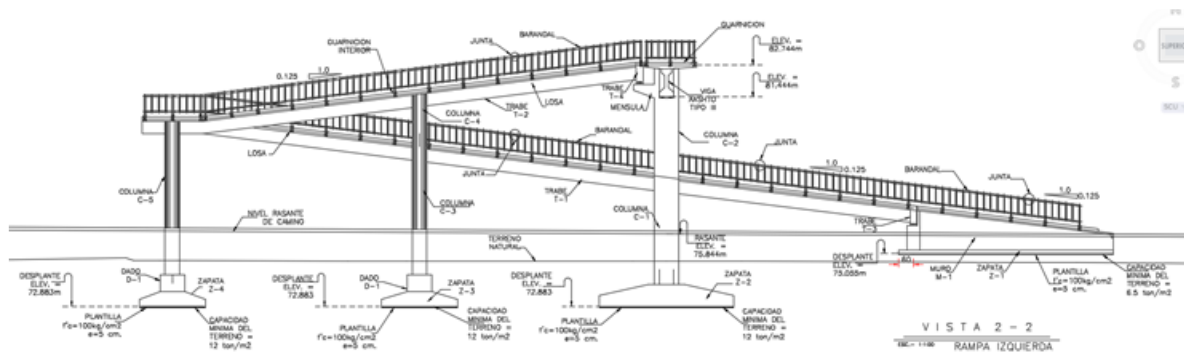 GUARNICION
BARANDAL
GUARNICION
INTERIOR
JUNTA
ELEV. =
82.744m
1.0
0.125
ELEV. =
81.444m
TRABE
T-4
MENSULA
VIGA
AASHTO
TIPO III
LOSA
TRABE
T-2
COLUMNA
C-4
COLUMNA
C-2
BARANDAL
JUNTA
LOSA
JUNTA
1.0
0.125
BARANDAL
JUNTA
1.0
0.125
COLUMNA
C-5
TRABE
T-1
COLUMNA
C-3
COLUMNA
C-1
TRABE
T-3
NIVEL RASANTE
DE CAMINO
TERRENO
NATURAL
RASANTE
ELEV. =
75.844m
DESPLANTE
ELEV. =
72.883m
DADO
D-1
ZAPATA
Z-4
DESPLANTE
ELEV. =
72.883
DADO
D-1
ZAPATA
Z-3
DESPLANTE
ELEV. =
72.883
ZAPATA
Z-2
DESPLANTE
ELEV. =
75.055m
60
MURO
M-1
ZAPATA
Z-1
PLANTILLA
f'c=100kg/cm2
e=5 cm.
CAPACIDAD
MINIMA DEL
TERRENO =
6.5 ton/m2
PLANTILLA
f'c=100kg/cm2
e=5 cm.
CAPACIDAD
MINIMA DEL
TERRENO =
12 ton/m2
PLANTILLA
f'c=100kg/cm2
e=5 cm.
CAPACIDAD
MINIMA DEL
TERRENO =
12 ton/m2
PLANTILLA
f'c=100kg/cm2
e=5 cm.
CAPACIDAD
MINIMA DEL
TERRENO =
12 ton/m2
VISTA 2-2
ESC.- 1:100
RAMPA IZQUIERDA
S